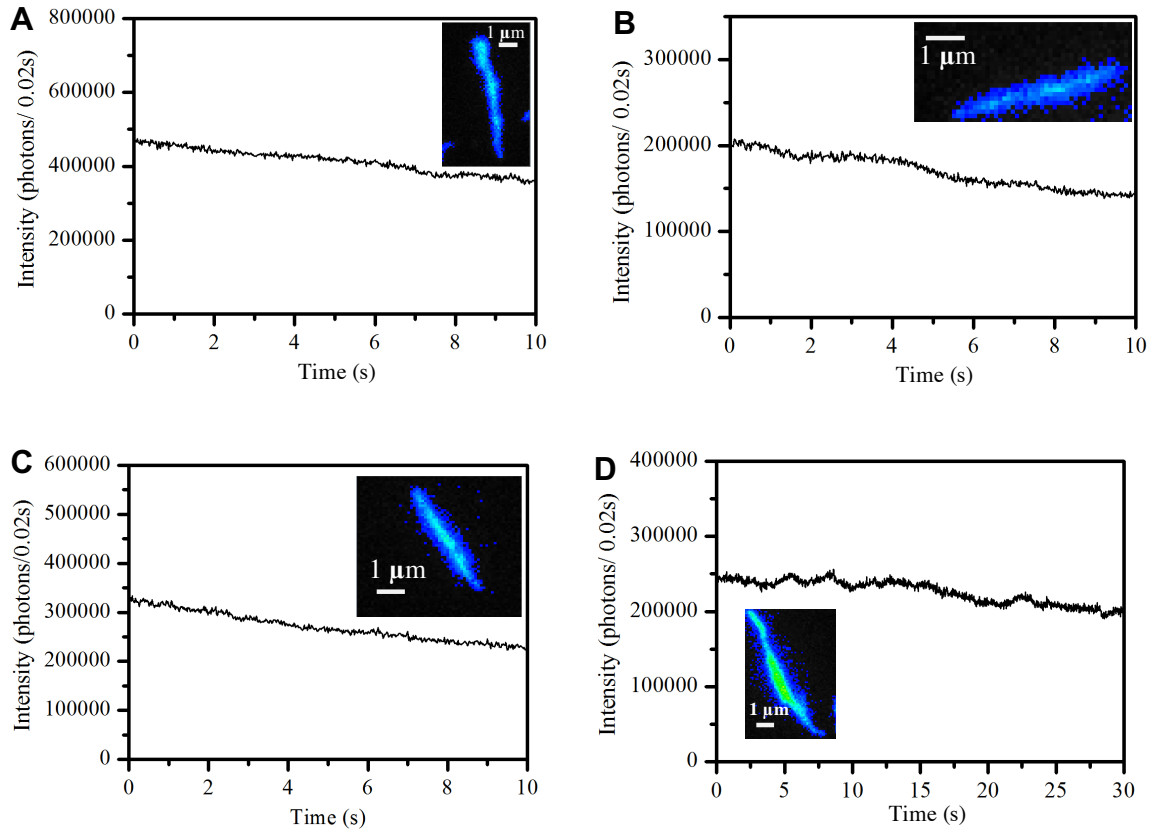 A
800000
600000
400000
200000
0
Intensity (photons/ 0.02s)
1 μm
0 2 4 6 8 10
Time (s)
B
300000
200000
100000
0
Intensity (photons/ 0.02s)
1 μm
0 2 4 6 8 10
Time (s)
C
600000
500000
400000
300000
200000
100000
0
Intensity (photons/0.02s)
1 μm
0 2 4 6 8 10
Time (s)
D
400000
300000
200000
100000
0
Intensity (photons/ 0.02s)
1 μm
0 5 10 15 20 25 30
Time (s)